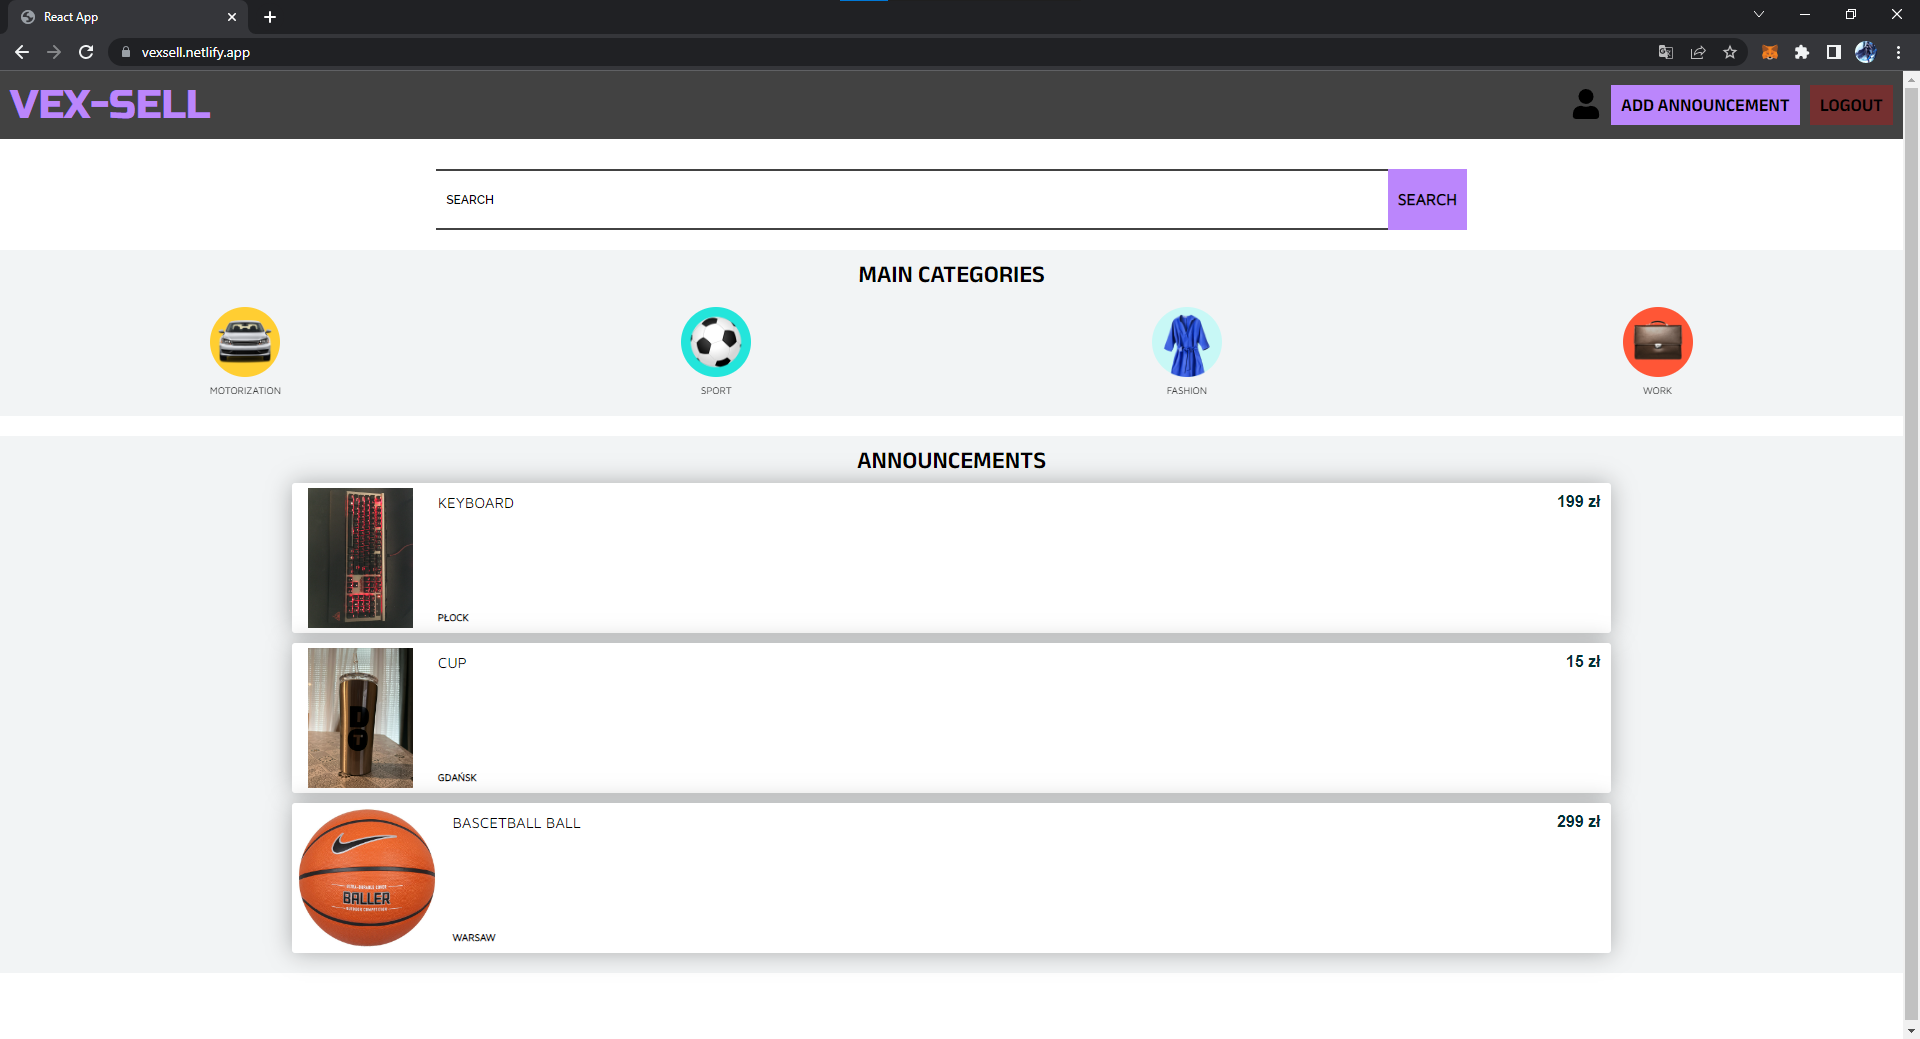 React App
vexsell.netlify.app
VEX-SELL
ADD ANNOUNCEMENT
LOGOUT
SEARCH
SEARCH
MAIN CATEGORIES
MOTORIZATION
SPORT
FASHION
WORK
ANNOUNCEMENTS
KEYBOARD
199 zł
PŁOCK
CUP
15 zł
D
T
GDAŃSK
BASCETBALL BALL
299 zł
BALLER
WARSAW